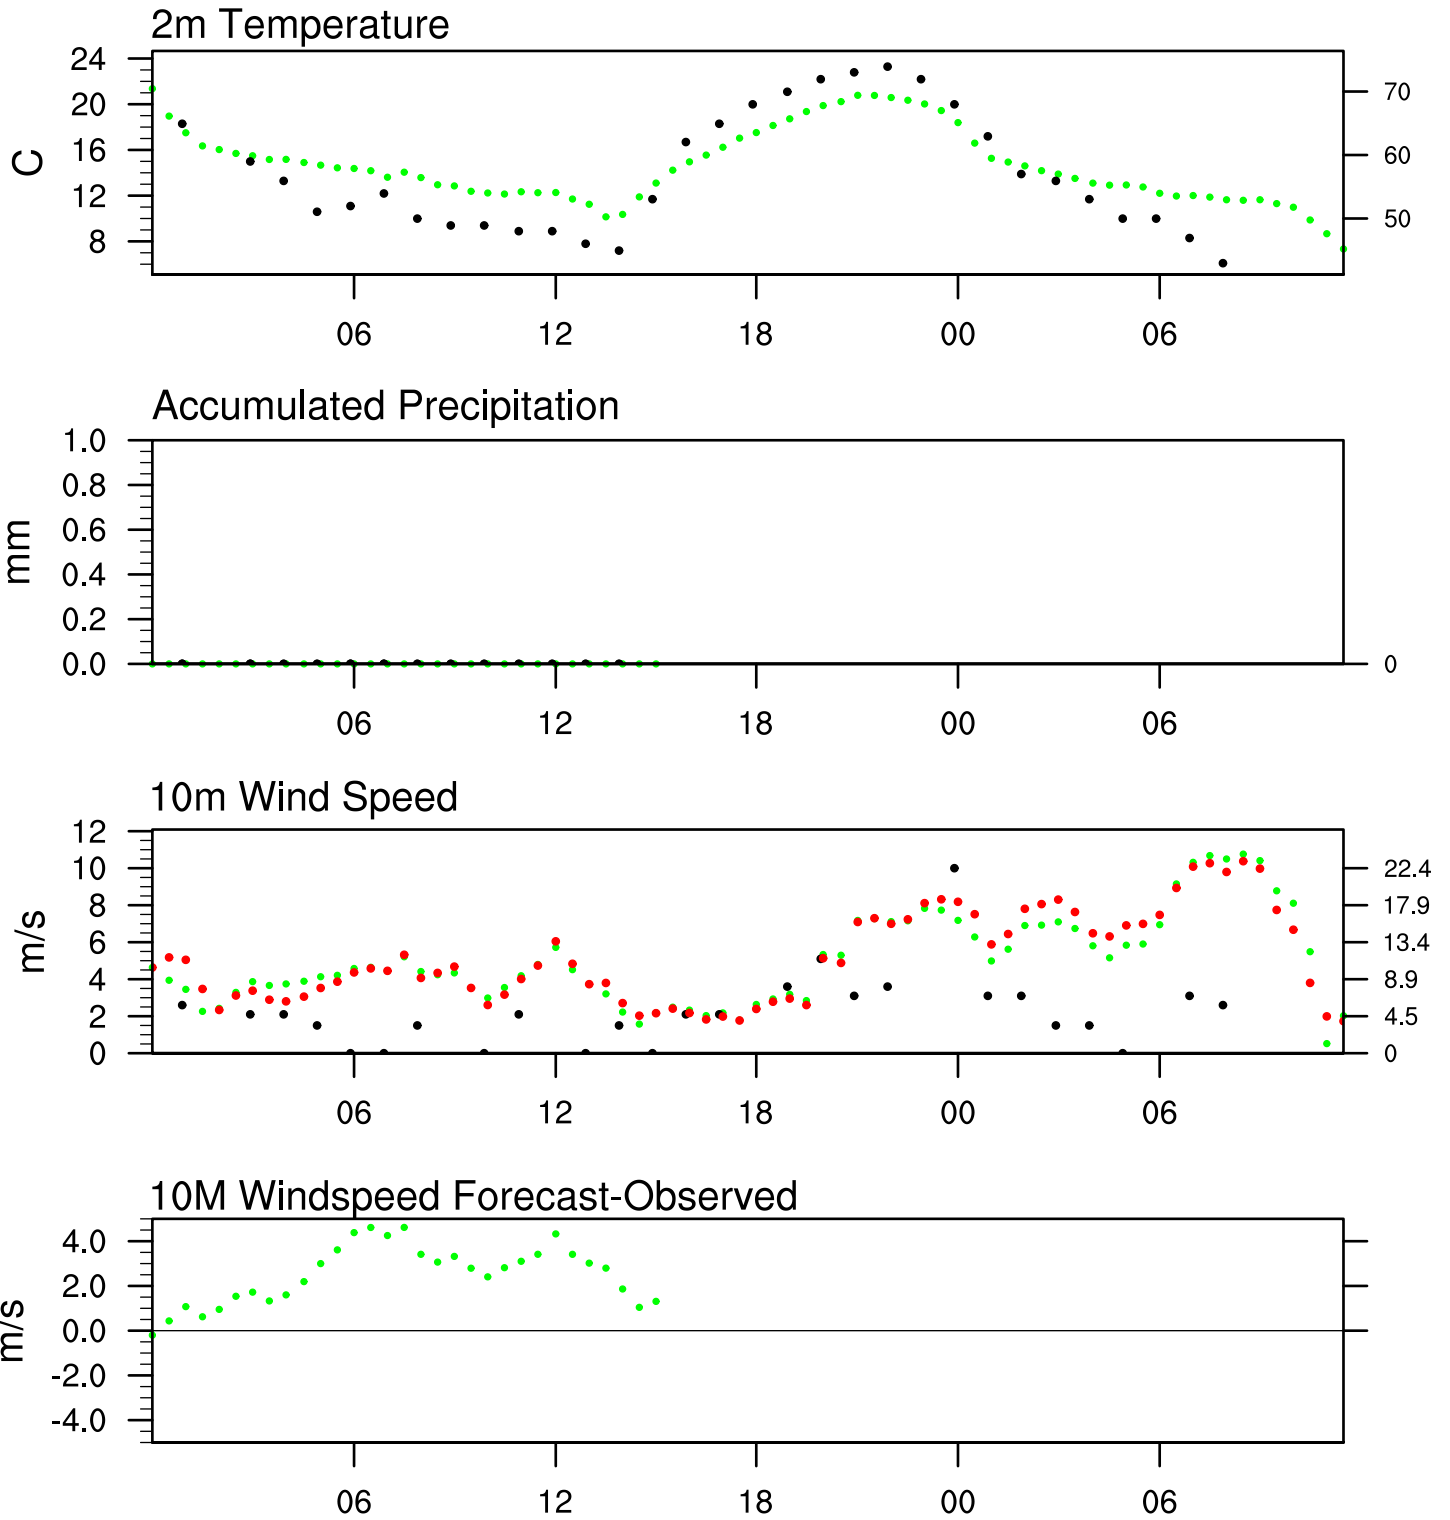 2m Temperature
24
20
16
12
8
C
70
60
50
06 12 18 00 06
Accumulated Precipitation
1.0
0.8
0.6
0.4
0.2
0.0
mm
0
06 12 18 00 06
10m Wind Speed
12
10
8
6
4
2
0
m/s
22.4
17.9
13.4
8.9
4.5
0
06 12 18 00 06
10M Windspeed Forecast-Observed
4.0
2.0
0.0
-2.0
-4.0
m/s
06 12 18 00 06